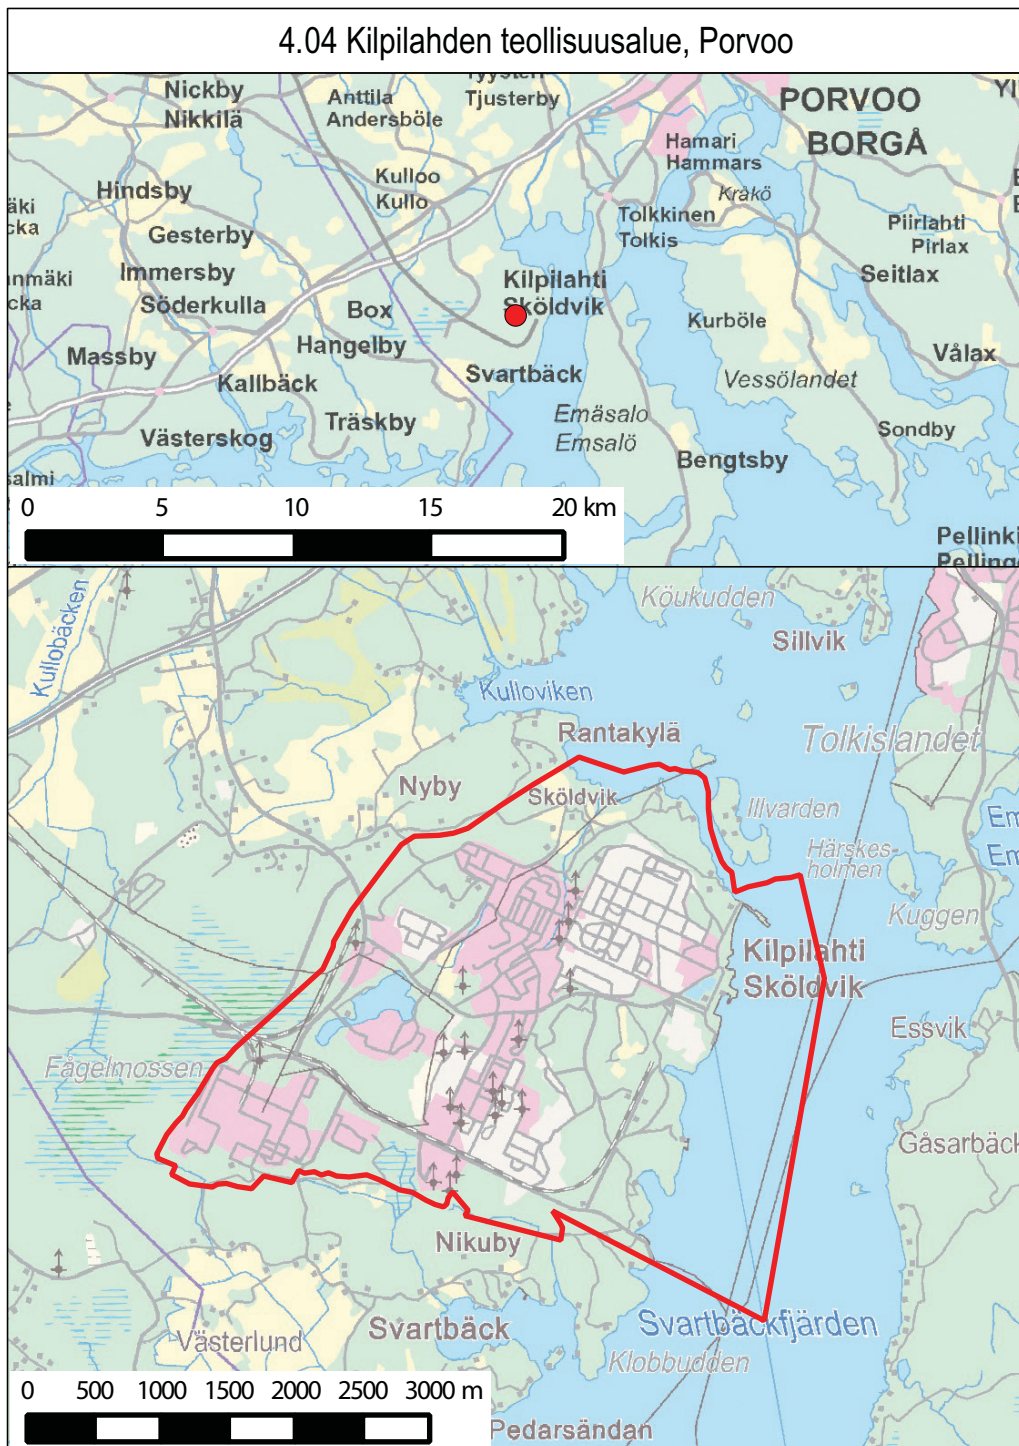 4.04 Kilpilahden teollisuusalue, Porvoo
Nickby
Nikkilä
Anttila
Andersböle
Tjusterby
PORVOO
BORGÅ
Hamari
Hammars
Kulloo
Kullo
Kråkö
Hindsby
Tolkkinen
Tolkis
Piirlahti
Pirlax
Gesterby
Immersby
Kilpilahti
Sköldvik
Seitlax
Söderkulla
Box
Kurböle
Hangelby
Massby
Vålax
Kallbäck
Svartbäck
Vessölandet
Träskby
Emäsalo
Emsalö
Sondby
Västerskog
Bengtsby
0 5 10 15 20 km
Pellinki
Pellinge
Kullobäcken
Köukudden
Sillvik
Kulloviken
Rantakylä
Tolkislandet
Nyby
Sköldvik
Illvarden
Härskes-
holmen
Em
Em
Kuggen
Kilpilahti
Sköldvik
Essvik
Fågelmossen
Gåsarbäck
Nikuby
Svartbäck
Svartbäckfjärden
Västerlund
Klobbudden
0 500 1000 1500 2000 2500 3000 m
Pedarsändan